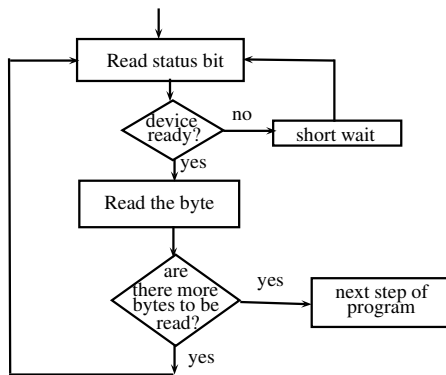 Read status bit
device
ready?
no
short wait
yes
Read the byte
are
there more
bytes to be
read?
yes
next step of
program
yes